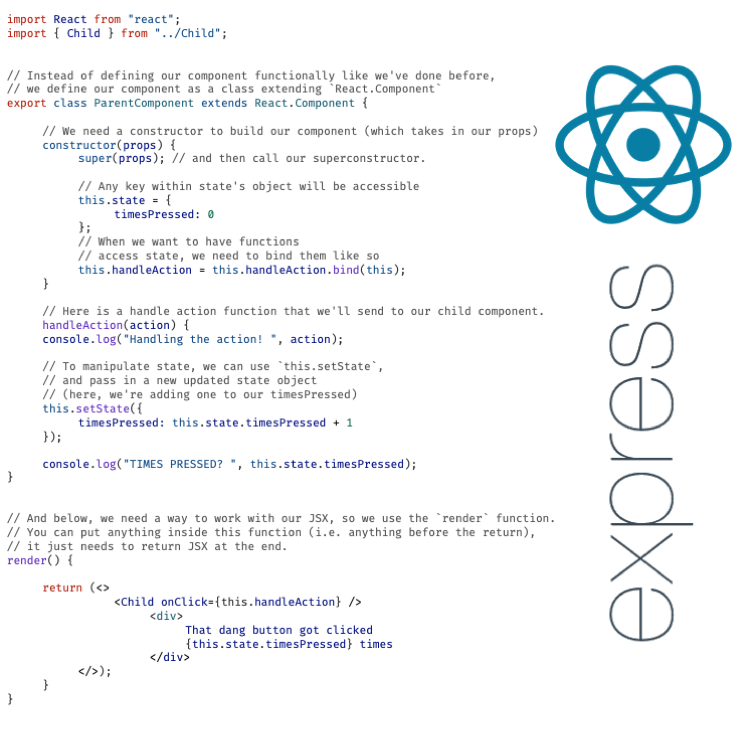 import React from "react";
import { Child } from "../Child";
// Instead of defining our component functionally like we've done before,
// we define our component as a class extending `React.Component`
export class ParentComponent extends React.Component {
// We need a constructor to build our component (which takes in our props)
constructor(props) {
super(props); // and then call our superconstructor.
// Any key within state's object will be accessible
this.state = {
timesPressed: 0
};
// When we want to have functions
// access state, we need to bind them like so
this.handleAction = this.handleAction.bind(this);
}
// Here is a handle action function that we'll send to our child component.
handleAction(action) {
console.log("Handling the action! ", action);
// To manipulate state, we can use `this.setState`,
// and pass in a new updated state object
// (here, we're adding one to our timesPressed)
this.setState({
timesPressed: this.state.timesPressed + 1
});
console.log("TIMES PRESSED? ", this.state.timesPressed);
}
// And below, we need a way to work with our JSX, so we use the `render` function.
// You can put anything inside this function (i.e. anything before the return),
// it just needs to return JSX at the end.
render() {
return (<>
<Child onClick={this.handleAction} />
<div>
That dang button got clicked
{this.state.timesPressed} times
</div>
</>);
}
}
express